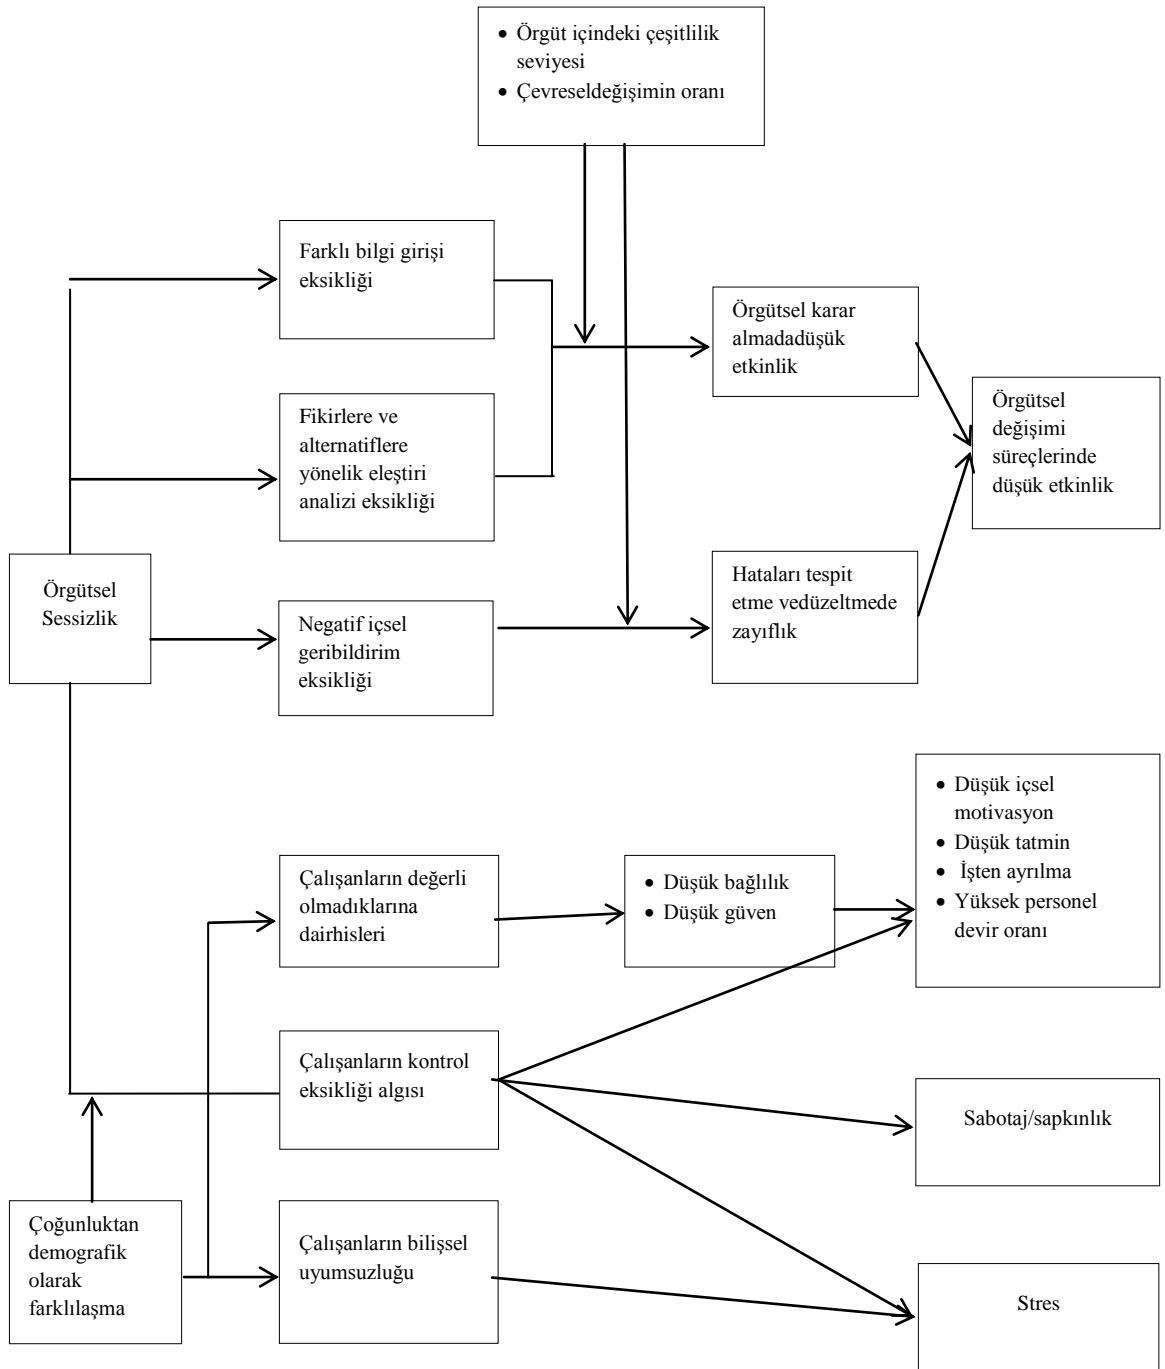 • Örgüt içindeki çeşitlilik
seviyesi
• Çevreseldeğişimin oranı
Farklı bilgi girişi
eksikliği
Örgütsel karar
almadadüşük
etkinlik
Fikirlere ve
alternatiflere
yönelik eleştiri
analizi eksikliği
Örgütsel
değişimi
süreçlerinde
düşük etkinlik
Örgütsel
Sessizlik
Negatif içsel
geribildirim
eksikliği
Hataları tespit
etme vedüzeltmede
zayıflık
Çalışanların değerli
olmadıklarına
dairhisleri
• Düşük bağlılık
• Düşük güven
• Düşük içsel
motivasyon
• Düşük tatmin
• İşten ayrılma
• Yüksek personel
devir oranı
Çalışanların kontrol
eksikliği algısı
Sabotaj/sapkınlık
Çoğunluktan
demografik
olarak
farklılaşma
Çalışanların bilişsel
uyumsuzluğu
Stres